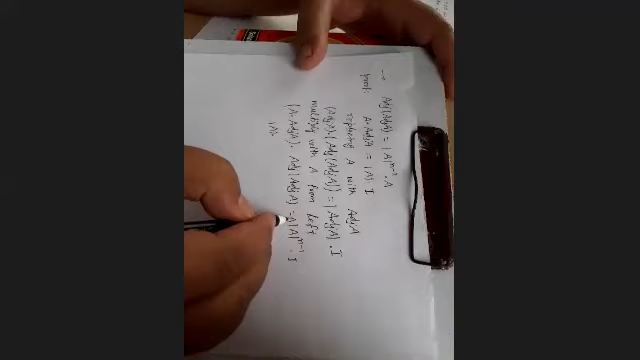 → Adj(AdjA) = |A|ⁿ⁻² · A
proof: A·AdjA = |A|·I
replacing A with AdjA
(AdjA)·(Adj(AdjA)) = |AdjA| · I
multiply with A from left
(A·AdjA)· Adj(AdjA) = A|A|ⁿ⁻¹ · I
|A|